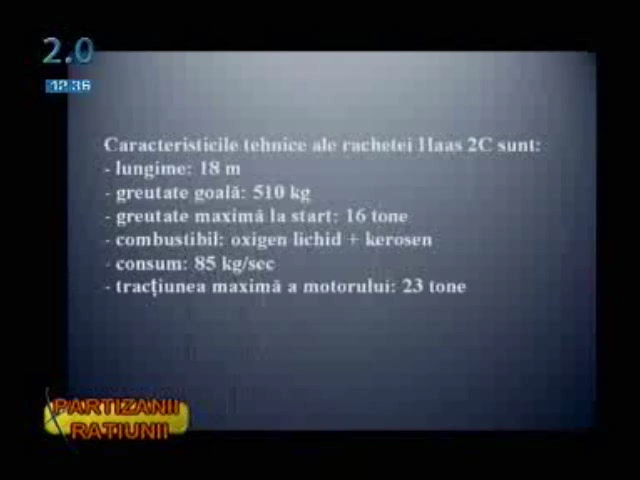 2.0
12:36
Caracteristicile tehnice ale rachetei Haas 2C sunt:
- lungime: 18 m
- greutate goală: 510 kg
- greutate maximă la start: 16 tone
- combustibil: oxigen lichid + kerosen
- consum: 85 kg/sec
- tracțiunea maximă a motorului: 23 tone
PARTIZANII
RATIUNII